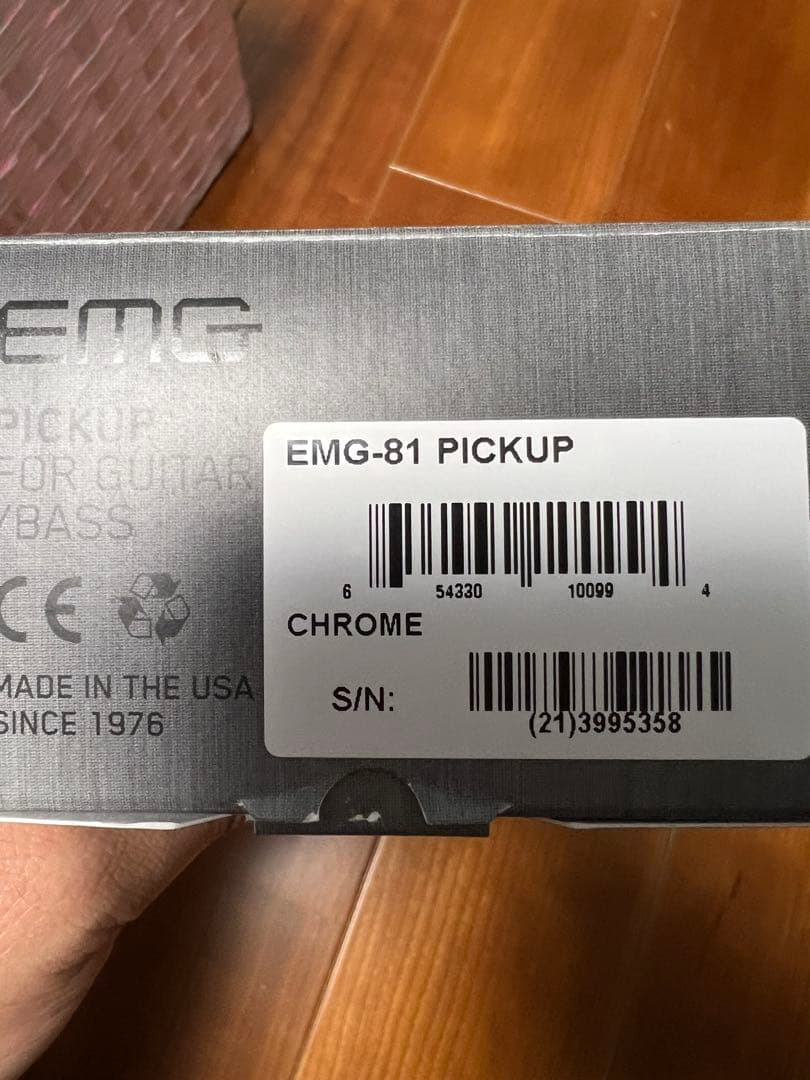 EMG
PICKUP
FOR GUITAR
/BASS
CE
MADE IN THE USA
SINCE 1976
EMG-81 PICKUP
6 54330 10099 4
CHROME
S/N:
(21)3995358